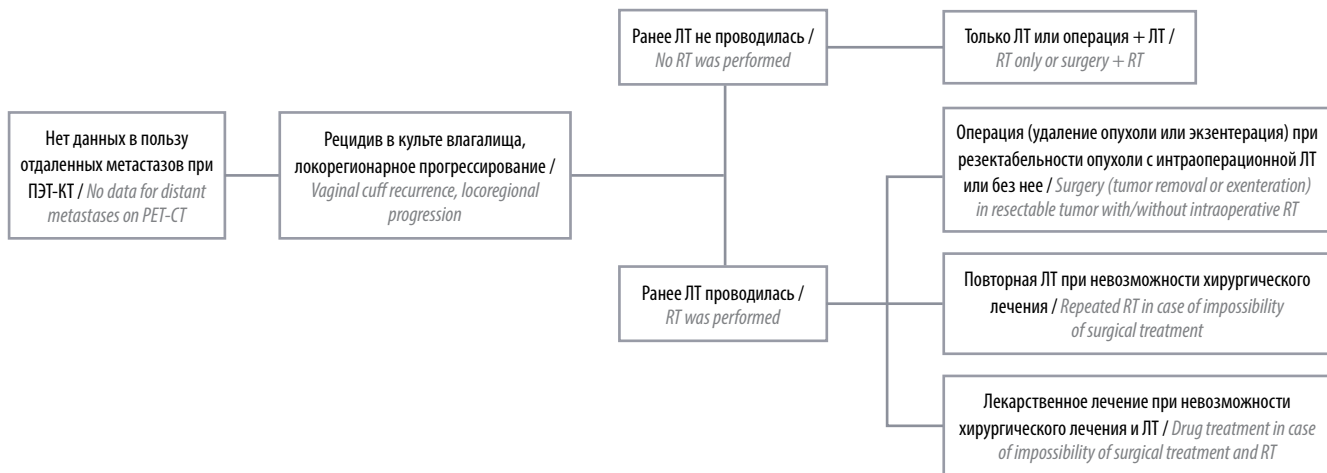 Нет данных в пользу
отдаленных метастазов при
ПЭТ-КТ / No data for distant
metastases on PET-CT
Рецидив в культе влагалища,
локорегионарное прогрессирование /
Vaginal cuff recurrence, locoregional
progression
Ранее ЛТ не проводилась /
No RT was performed
Только ЛТ или операция + ЛТ /
RT only or surgery + RT
Ранее ЛТ проводилась /
RT was performed
Операция (удаление опухоли или экзентерация) при
резектабельности опухоли с интраоперационной ЛТ
или без нее / Surgery (tumor removal or exenteration)
in resectable tumor with/without intraoperative RT
Повторная ЛТ при невозможности хирургического
лечения / Repeated RT in case of impossibility
of surgical treatment
Лекарственное лечение при невозможности
хирургического лечения и ЛТ / Drug treatment in case
of impossibility of surgical treatment and RT